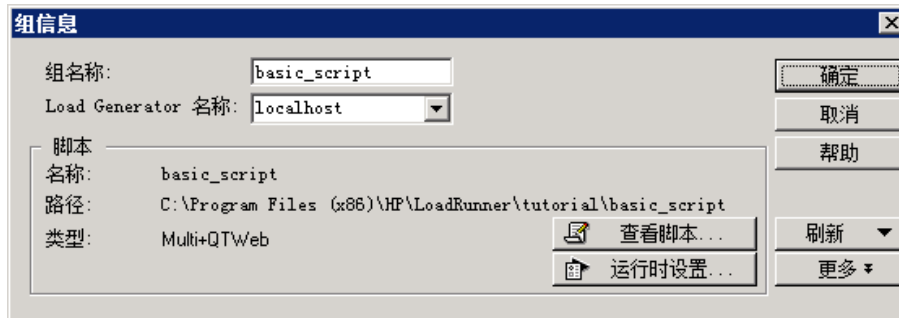 组信息
组名称: basic_script
Load Generator 名称: localhost
脚本
名称: basic_script
路径: C:\Program Files (x86)\HP\LoadRunner\tutorial\basic_script
类型: Multi+QTWeb
查看脚本...
运行时设置...
确定
取消
帮助
刷新
更多